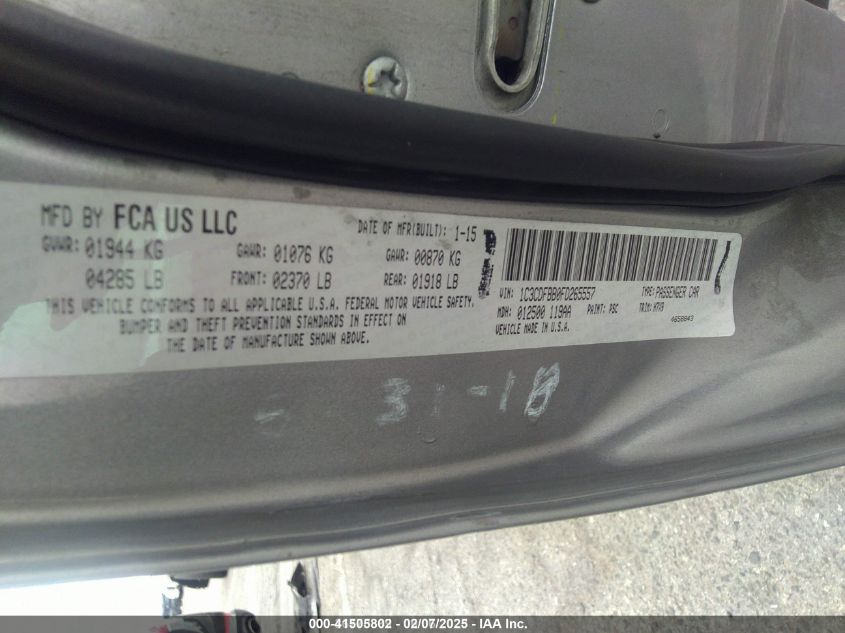 MFD BY FCA US LLC
DATE OF MFR(BUILT): 1-15
GVWR: 01944 KG GAWR: 01076 KG GAWR: 00870 KG
04285 LB FRONT: 02370 LB REAR: 01918 LB
THIS VEHICLE CONFORMS TO ALL APPLICABLE U.S.A. FEDERAL MOTOR VEHICLE SAFETY,
BUMPER AND THEFT PREVENTION STANDARDS IN EFFECT ON
THE DATE OF MANUFACTURE SHOWN ABOVE.
VIN: 1C3CDFBB0FD265557 TYPE: PASSENGER CAR
MDH: 012500 119AA PAINT: PSC TRIM: H7X9
VEHICLE MADE IN U.S.A. 4658843
31-18
000-41505802 - 02/07/2025 - IAA Inc.